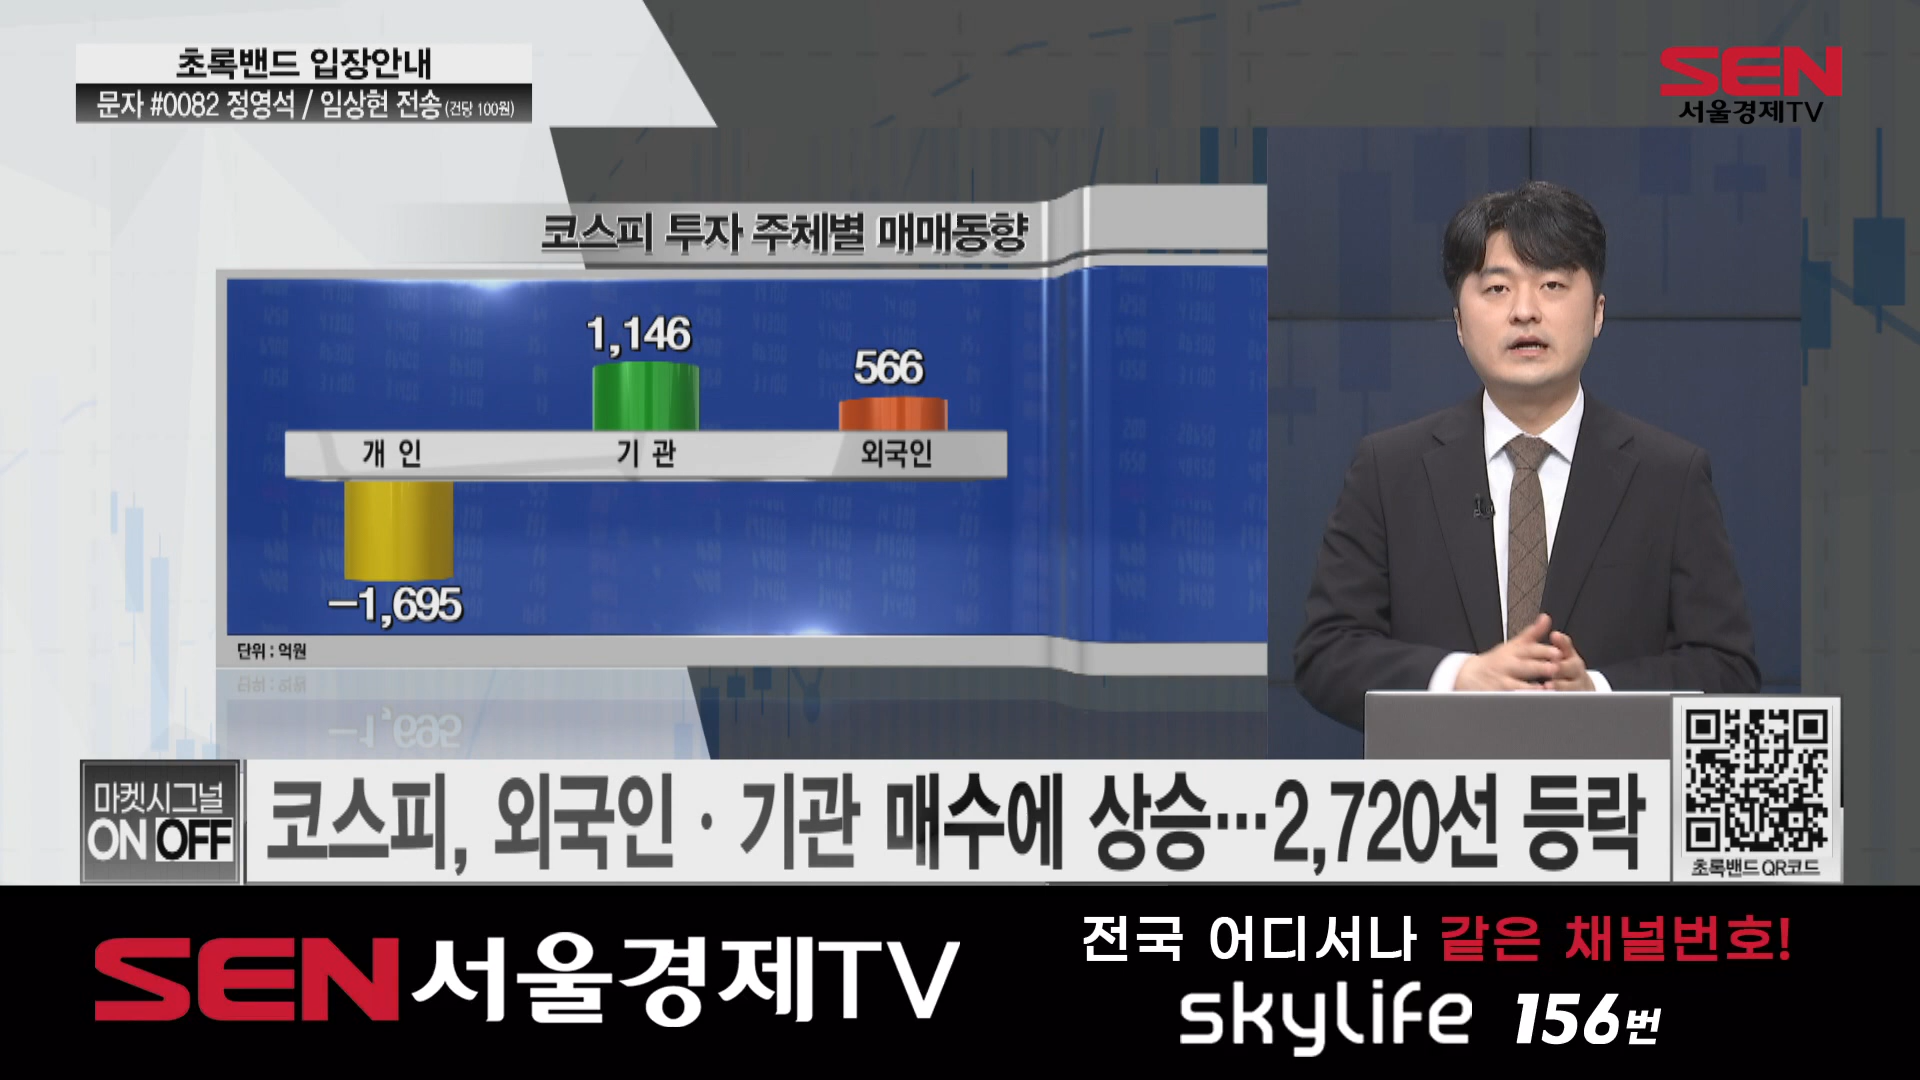 초록밴드 입장안내
문자 #0082 정영석 / 임상현 전송 (건당 100원)
SEN
서울경제TV
코스피 투자 주체별 매매동향
1,146
566
개 인
기 관
외국인
-1,695
단위 : 억원
마켓시그널
ON OFF
코스피, 외국인 · 기관 매수에 상승…2,720선 등락
초록밴드 QR코드
SEN 서울경제TV
전국 어디서나 같은 채널번호!
skylife 156번